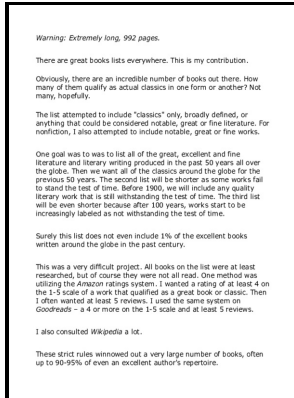 Warning: Extremely long, 992 pages.
There are great books lists everywhere. This is my contribution.
Obviously, there are an incredible number of books out there. How
many of them qualify as actual classics in one form or another? Not
many, hopefully.
The list attempted to include "classics" only, broadly defined, or
anything that could be considered notable, great or fine literature. For
nonfiction, I also attempted to include notable, great or fine works.
One goal was to was to list all of the great, excellent and fine
literature and literary writing produced in the past 50 years all over
the globe. Then we want all of the classics around the globe for the
previous 50 years. The second list will be shorter as some works fail
to stand the test of time. Before 1900, we will include any quality
literary work that is still withstanding the test of time. The third list
will be even shorter because after 100 years, works start to be
increasingly labeled as not withstanding the test of time.
Surely this list does not even include 1% of the excellent books
written around the globe in the past century.
This was a very difficult project. All books on the list were at least
researched, but of course they were not all read. One method was
utilizing the Amazon ratings system. I wanted a rating of at least 4 on
the 1-5 scale of a work that qualified as a great book or classic. Then
I often wanted at least 5 reviews. I used the same system on
Goodreads – a 4 or more on the 1-5 scale and at least 5 reviews.
I also consulted Wikipedia a lot.
These strict rules winnowed out a very large number of books, often
up to 90-95% of even an excellent author's repertoire.